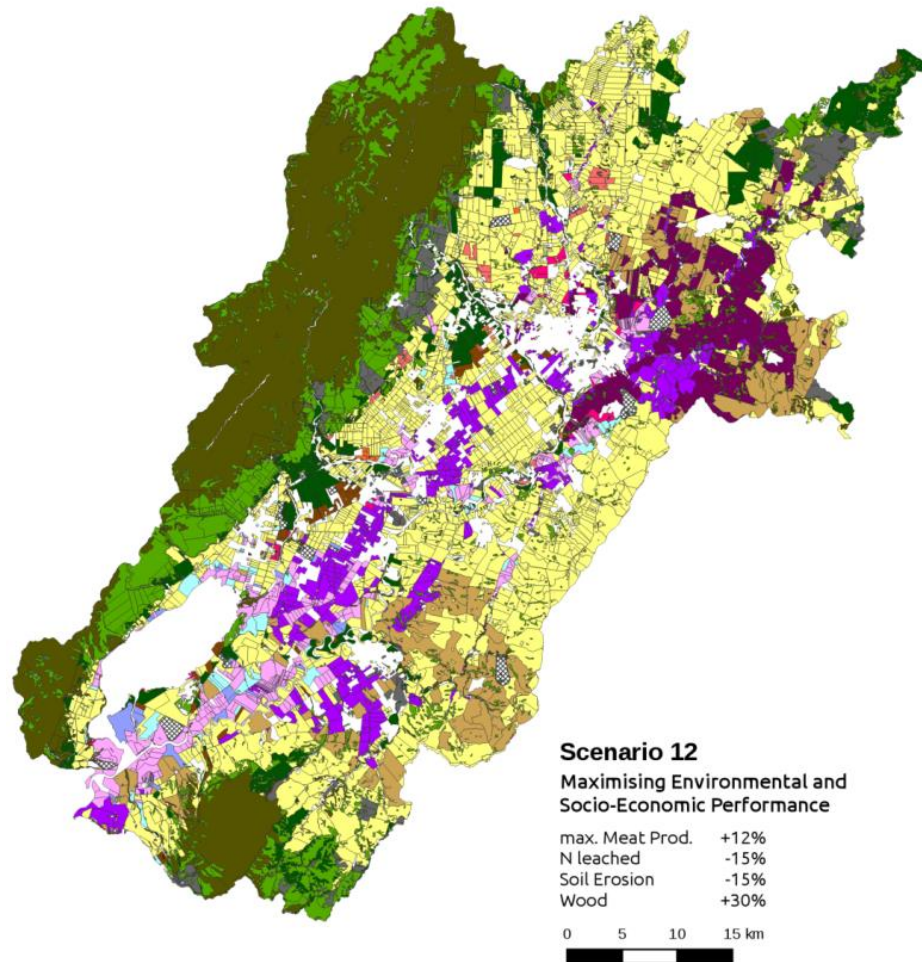 Scenario 12
Maximising Environmental and
Socio-Economic Performance
max. Meat Prod. +12%
N leached -15%
Soil Erosion -15%
Wood +30%
0 5 10 15 km